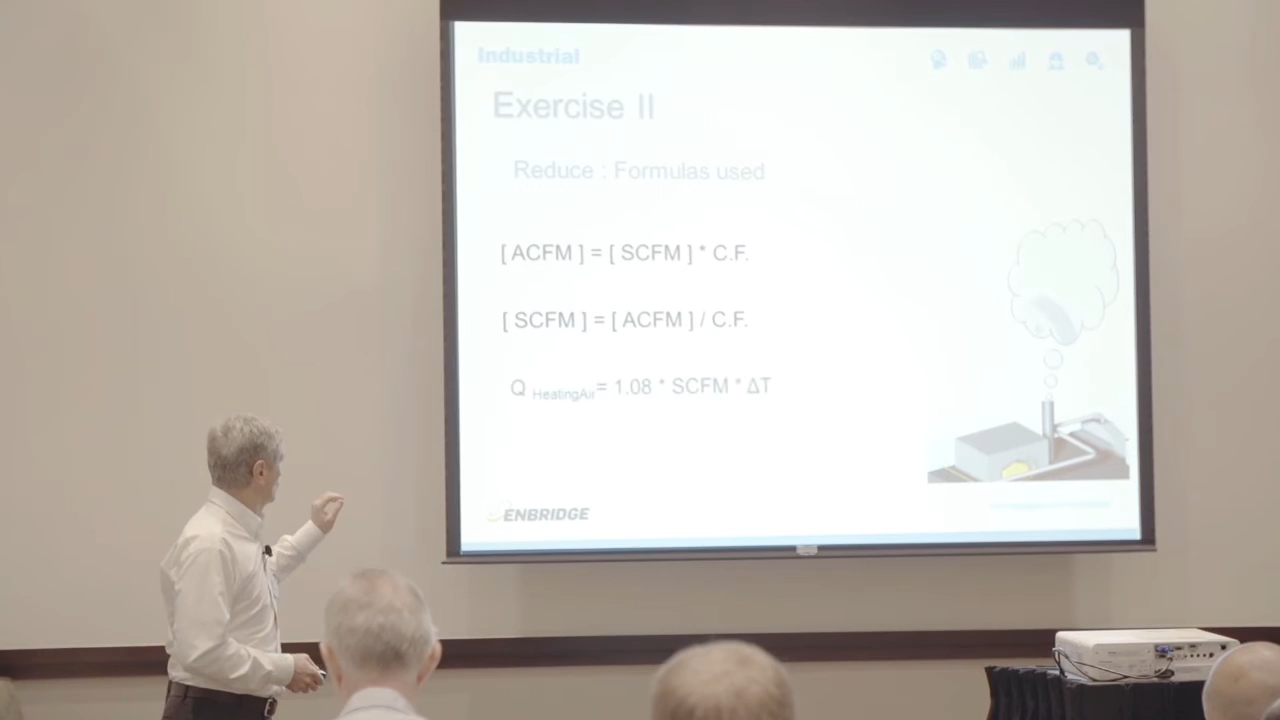 Industrial
Exercise II
Reduce : Formulas used
[ ACFM ] = [ SCFM ] * C.F.
[ SCFM ] = [ ACFM ] / C.F.
Q HeatingAir = 1.08 * SCFM * ΔT
ENBRIDGE